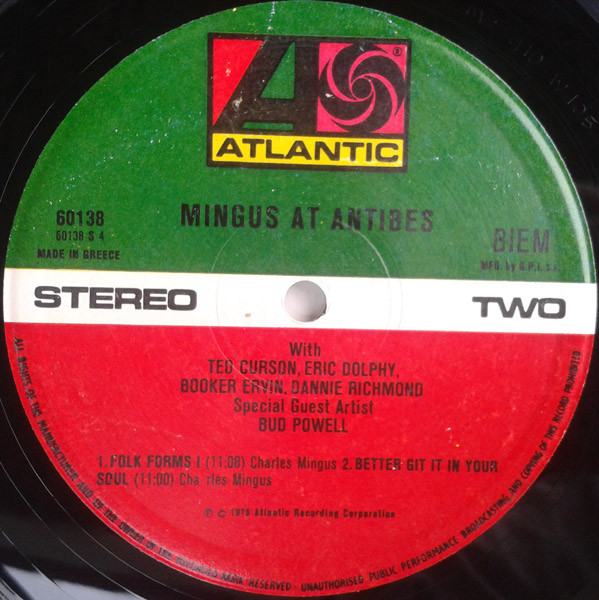 ATLANTIC
®
MINGUS AT ANTIBES
60138
60138 S 4
MADE IN GREECE
BIEM
MFG. by G.P.I. s.r.
STEREO
TWO
With
TED CURSON, ERIC DOLPHY,
BOOKER ERVIN, DANNIE RICHMOND
Special Guest Artist
BUD POWELL
1. FOLK FORMS I (11:08) Charles Mingus 2. BETTER GIT IT IN YOUR
SOUL (11:00) Cha rles Mingus
℗ © 1976 Atlantic Recording Corporation
ALL RIGHTS OF THE MANUFACTURER AND OF THE OWNER OF THE RECORDED WORK RESERVED · UNAUTHORISED PUBLIC PERFORMANCE BROADCASTING AND COPYING OF THIS RECORD PROHIBITED